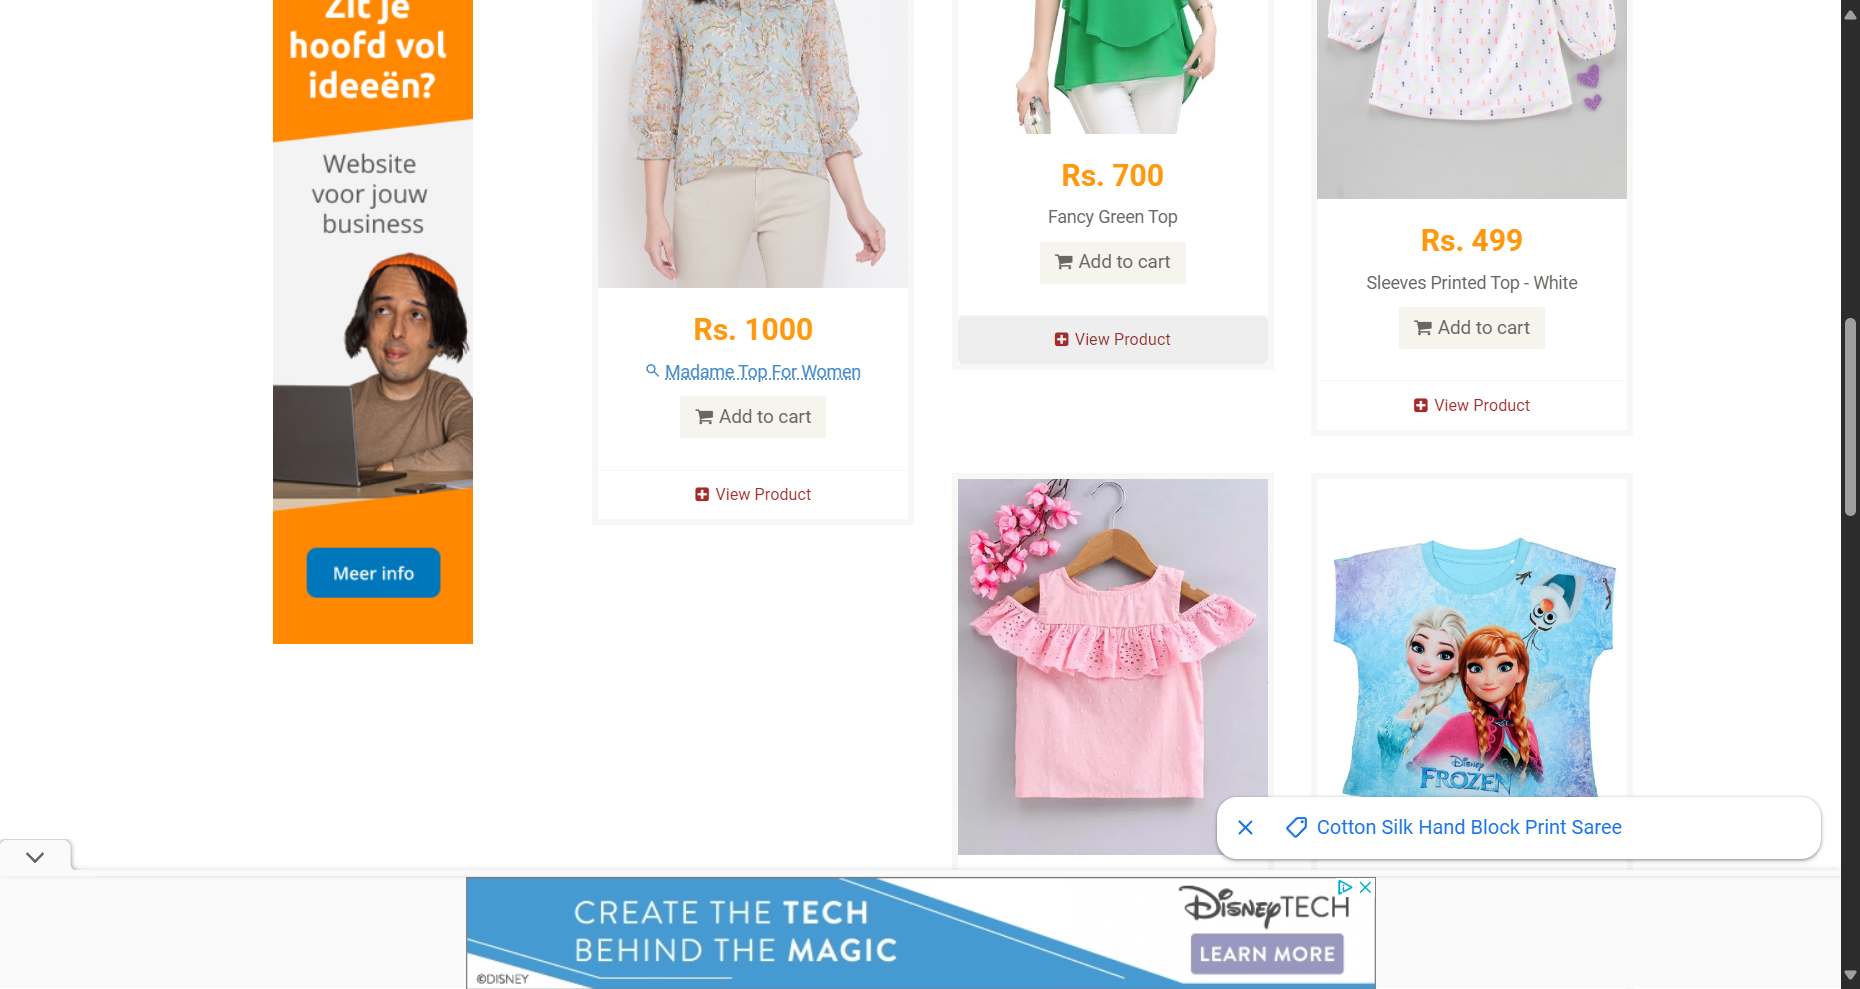 Zit je
hoofd vol
ideeën?
Website
voor jouw
business
Meer info
Rs. 1000
Madame Top For Women
Add to cart
View Product
Rs. 700
Fancy Green Top
Add to cart
View Product
Rs. 499
Sleeves Printed Top - White
Add to cart
View Product
Disney
FROZEN
Cotton Silk Hand Block Print Saree
CREATE THE TECH
BEHIND THE MAGIC
©DISNEY
DISNEYTECH
LEARN MORE